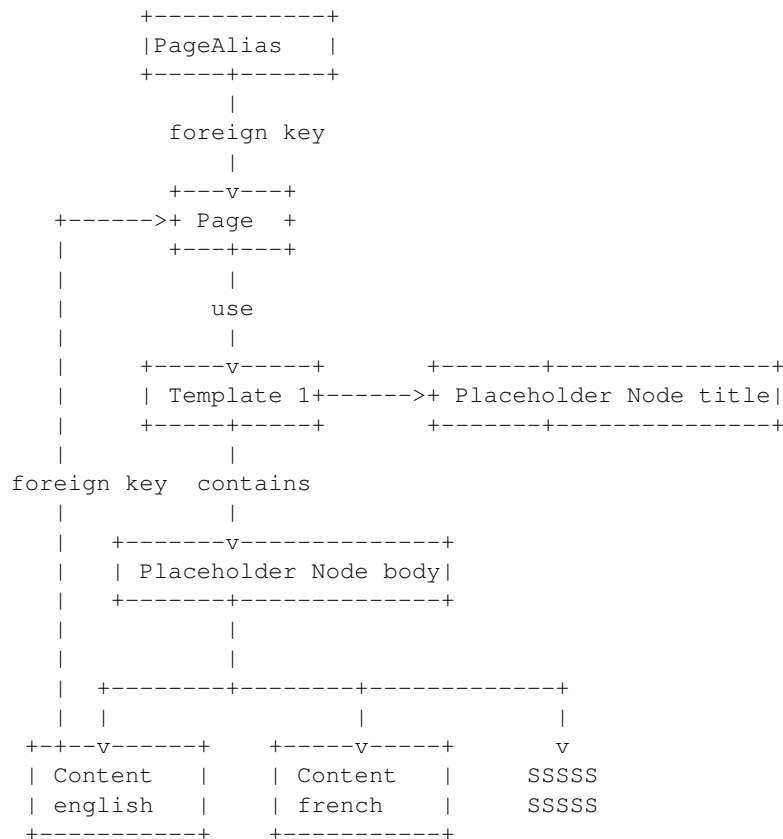 PageAlias
foreign key
Page
use
Template 1
Placeholder Node title
foreign key
contains
Placeholder Node body
Content
english
Content
french
SSSSS
SSSSS